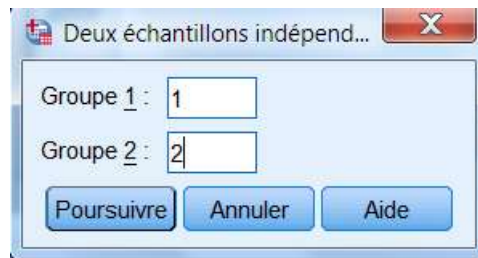 Deux échantillons indépend...
Groupe 1 : 1
Groupe 2 : 2
Poursuivre Annuler Aide